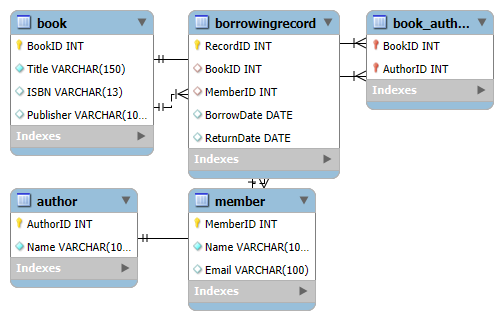 book
BookID INT
Title VARCHAR(150)
ISBN VARCHAR(13)
Publisher VARCHAR(10...
Indexes
borrowingrecord
RecordID INT
BookID INT
MemberID INT
BorrowDate DATE
ReturnDate DATE
Indexes
book_auth...
BookID INT
AuthorID INT
Indexes
author
AuthorID INT
Name VARCHAR(10...
Indexes
member
MemberID INT
Name VARCHAR(10...
Email VARCHAR(100)
Indexes